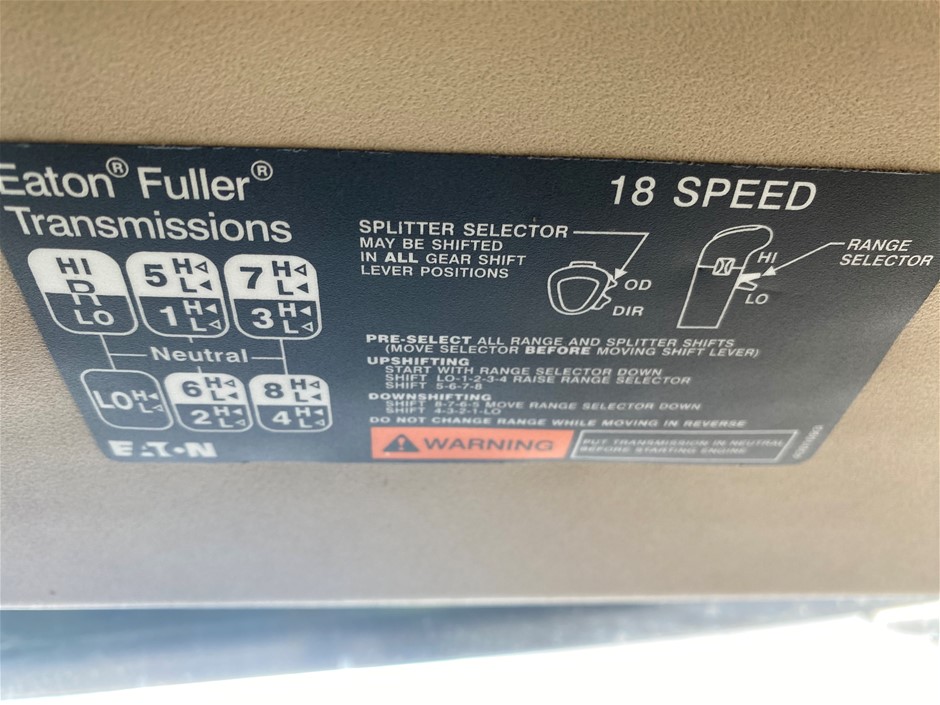 Eaton® Fuller®
Transmissions
18 SPEED
HI
R
LO
5 H
L
1 H
L
7 H
L
3 H
L
Neutral
LO H
L
6 H
L
2 H
L
8 H
L
4 H
L
EATON
SPLITTER SELECTOR
MAY BE SHIFTED
IN ALL GEAR SHIFT
LEVER POSITIONS
OD
DIR
HI
LO
RANGE
SELECTOR
PRE-SELECT ALL RANGE AND SPLITTER SHIFTS
(MOVE SELECTOR BEFORE MOVING SHIFT LEVER)
UPSHIFTING
START WITH RANGE SELECTOR DOWN
SHIFT LO-1-2-3-4 RAISE RANGE SELECTOR
SHIFT 5-6-7-8
DOWNSHIFTING
SHIFT 8-7-6-5 MOVE RANGE SELECTOR DOWN
SHIFT 4-3-2-1-LO
DO NOT CHANGE RANGE WHILE MOVING IN REVERSE
WARNING
PUT TRANSMISSION IN NEUTRAL
BEFORE STARTING ENGINE